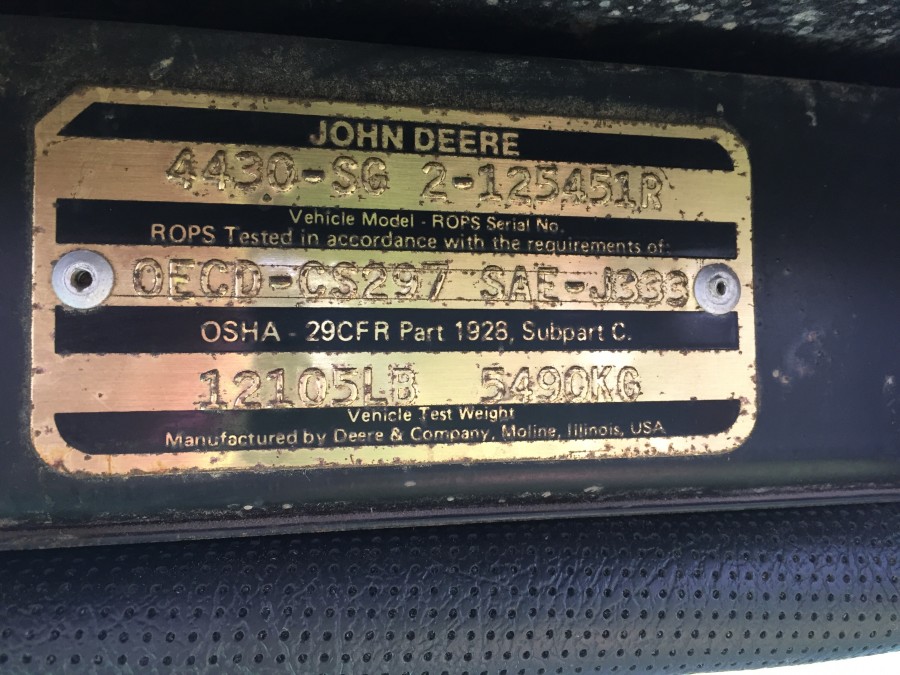 JOHN DEERE
4430-SG 2-125451R
Vehicle Model - ROPS Serial No.
ROPS Tested in accordance with the requirements of:
OECD-CS297 SAE-J333
OSHA - 29CFR Part 1928, Subpart C.
12105LB 5490KG
Vehicle Test Weight
Manufactured by Deere & Company, Moline, Illinois, USA